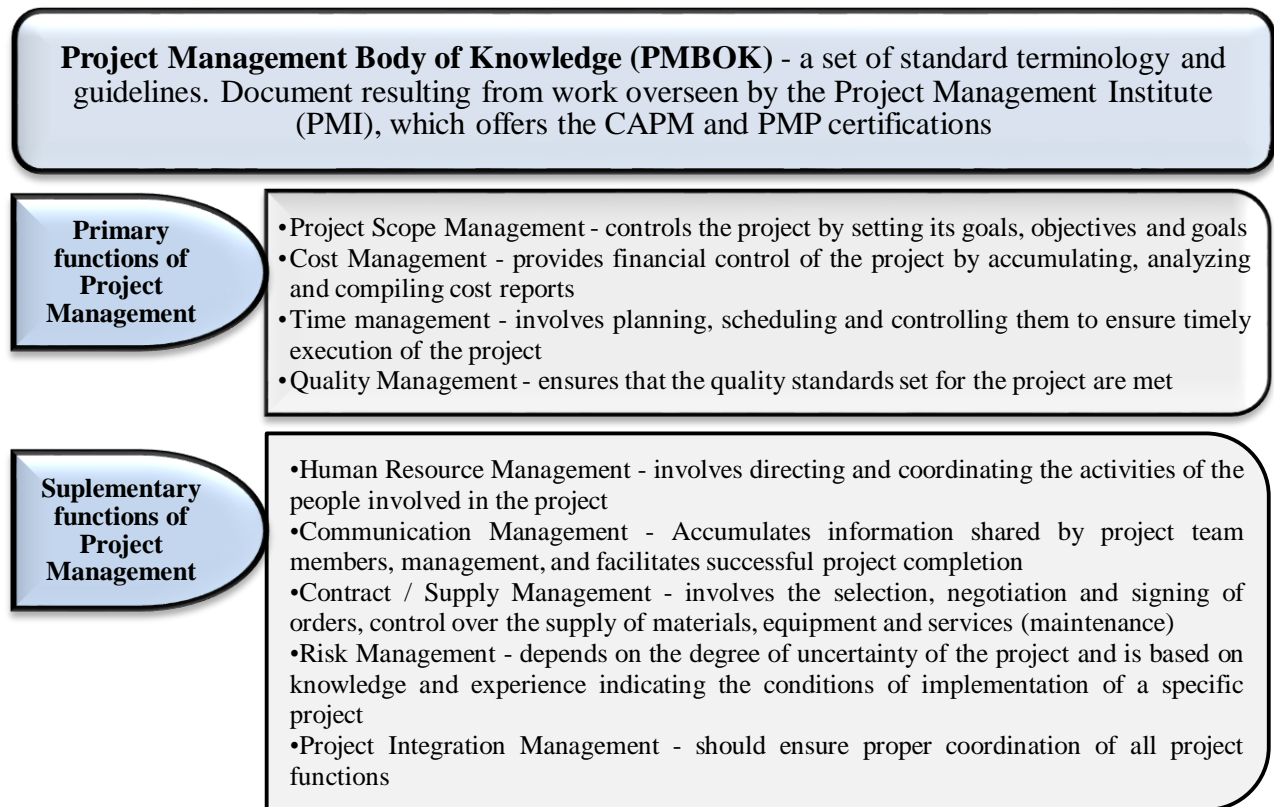 Project Management Body of Knowledge (PMBOK) - a set of standard terminology and
guidelines. Document resulting from work overseen by the Project Management Institute
(PMI), which offers the CAPM and PMP certifications
Primary
functions of
Project
Management
•Project Scope Management - controls the project by setting its goals, objectives and goals
•Cost Management - provides financial control of the project by accumulating, analyzing
and compiling cost reports
•Time management - involves planning, scheduling and controlling them to ensure timely
execution of the project
•Quality Management - ensures that the quality standards set for the project are met
Suplementary
functions of
Project
Management
•Human Resource Management - involves directing and coordinating the activities of the
people involved in the project
•Communication Management - Accumulates information shared by project team
members, management, and facilitates successful project completion
•Contract / Supply Management - involves the selection, negotiation and signing of
orders, control over the supply of materials, equipment and services (maintenance)
•Risk Management - depends on the degree of uncertainty of the project and is based on
knowledge and experience indicating the conditions of implementation of a specific
project
•Project Integration Management - should ensure proper coordination of all project
functions